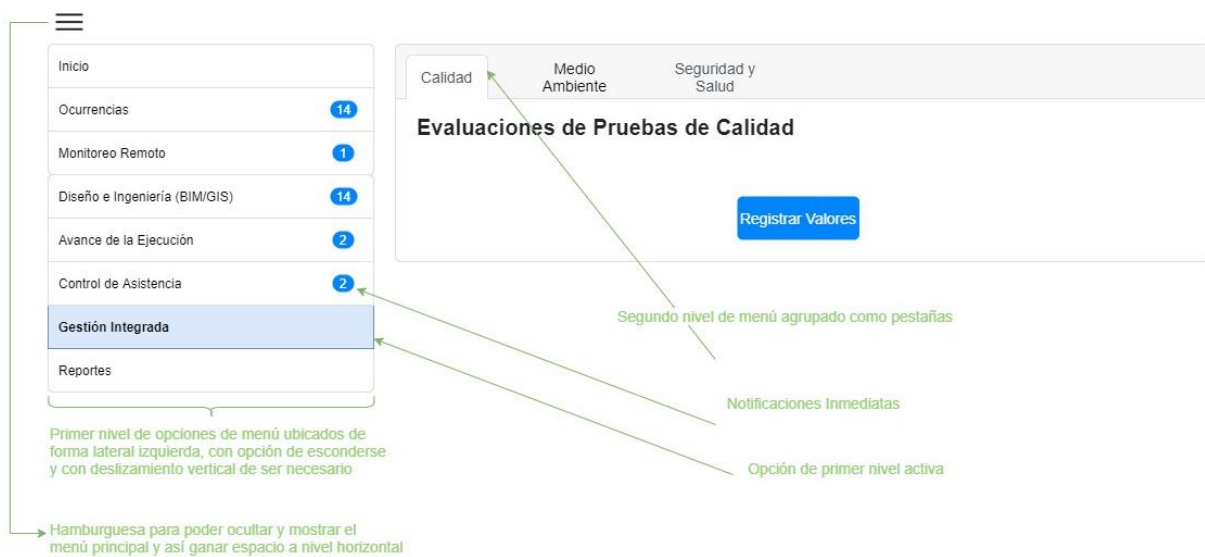 Inicio
Ocurrencias 14
Monitoreo Remoto 1
Diseño e Ingeniería (BIM/GIS) 14
Avance de la Ejecución 2
Control de Asistencia 2
Gestión Integrada
Reportes
Calidad
Medio
Ambiente
Seguridad y
Salud
Evaluaciones de Pruebas de Calidad
Registrar Valores
Segundo nivel de menú agrupado como pestañas
Notificaciones Inmediatas
Opción de primer nivel activa
Primer nivel de opciones de menú ubicados de
forma lateral izquierda, con opción de esconderse
y con deslizamiento vertical de ser necesario
Hamburguesa para poder ocultar y mostrar el
menú principal y así ganar espacio a nivel horizontal